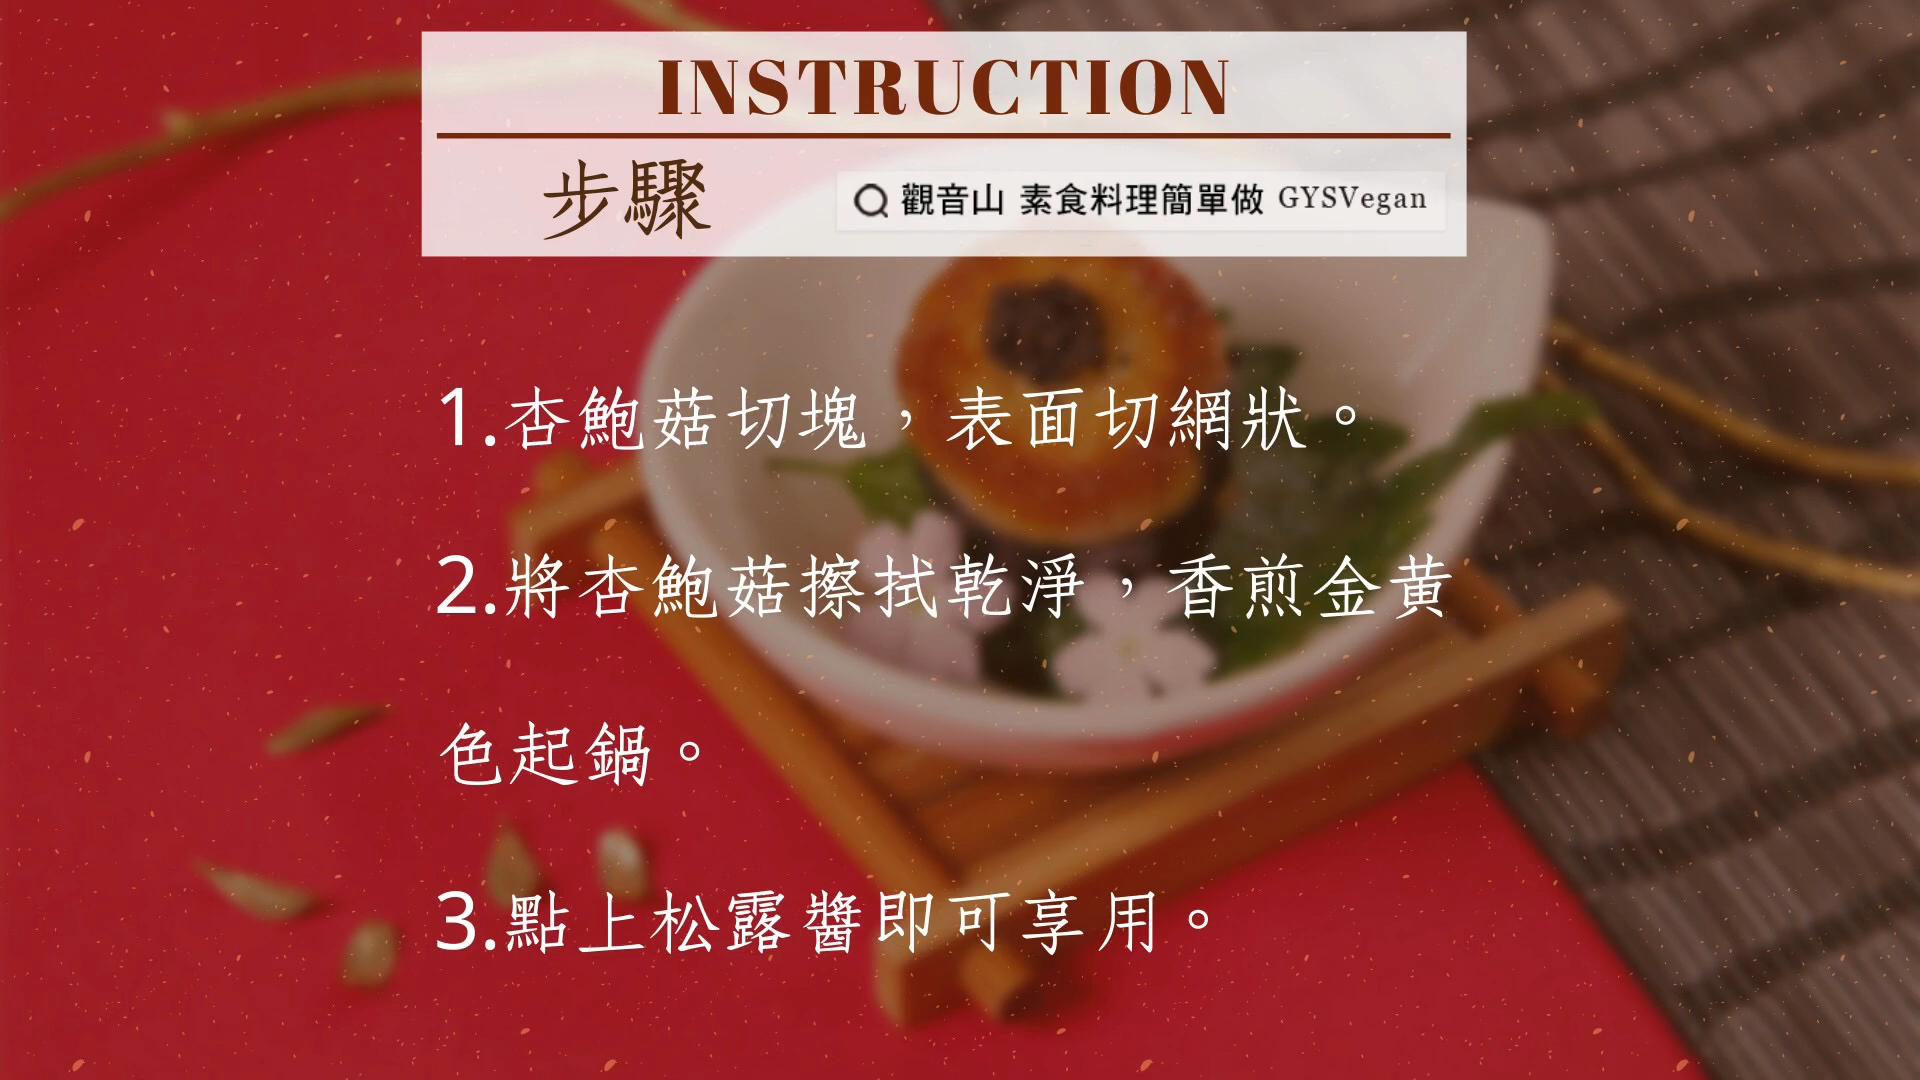 INSTRUCTION
步驟
觀音山 素食料理簡單做 GYSVegan
1.杏鮑菇切塊，表面切網狀。
2.將杏鮑菇擦拭乾淨，香煎金黃
色起鍋。
3.點上松露醬即可享用。